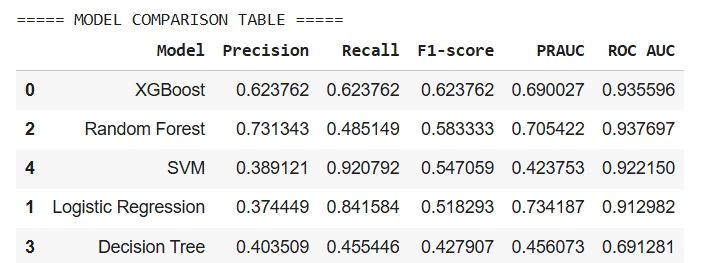 ===== MODEL COMPARISON TABLE =====
Model Precision Recall F1-score PRAUC ROC AUC
0 XGBoost 0.623762 0.623762 0.623762 0.690027 0.935596
2 Random Forest 0.731343 0.485149 0.583333 0.705422 0.937697
4 SVM 0.389121 0.920792 0.547059 0.423753 0.922150
1 Logistic Regression 0.374449 0.841584 0.518293 0.734187 0.912982
3 Decision Tree 0.403509 0.455446 0.427907 0.456073 0.691281